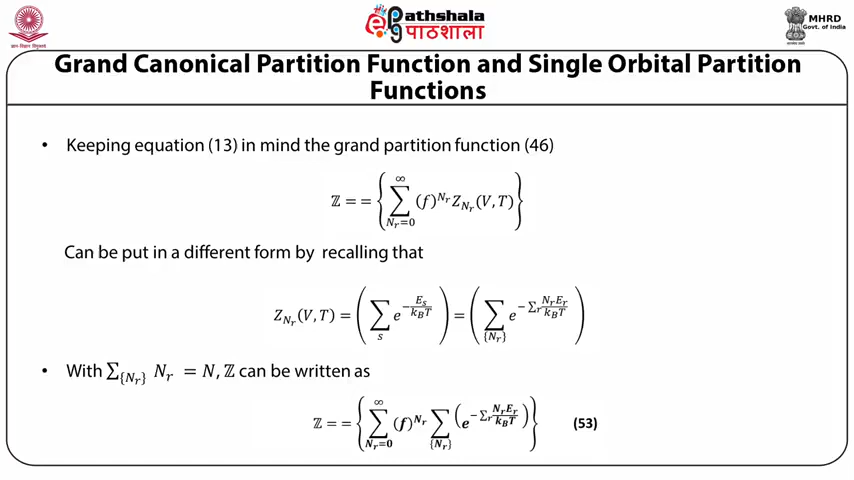 ePathshala
पाठशाला
MHRD
Govt. of India
Grand Canonical Partition Function and Single Orbital Partition
Functions
• Keeping equation (13) in mind the grand partition function (46)
ℤ = = { ∑_{N_r=0}^{∞} (f)^{N_r} Z_{N_r}(V, T) }
Can be put in a different form by recalling that
Z_{N_r}(V, T) = ( ∑_s e^{-E_s/k_BT} ) = ( ∑_{\{N_r\}} e^{-∑_r N_rE_r/k_BT} )
• With ∑_{\{N_r\}} N_r = N, ℤ can be written as
ℤ = = { ∑_{N_r=0}^{∞} (f)^{N_r} ∑_{\{N_r\}} (e^{-∑_r N_rE_r/k_BT}) } (53)